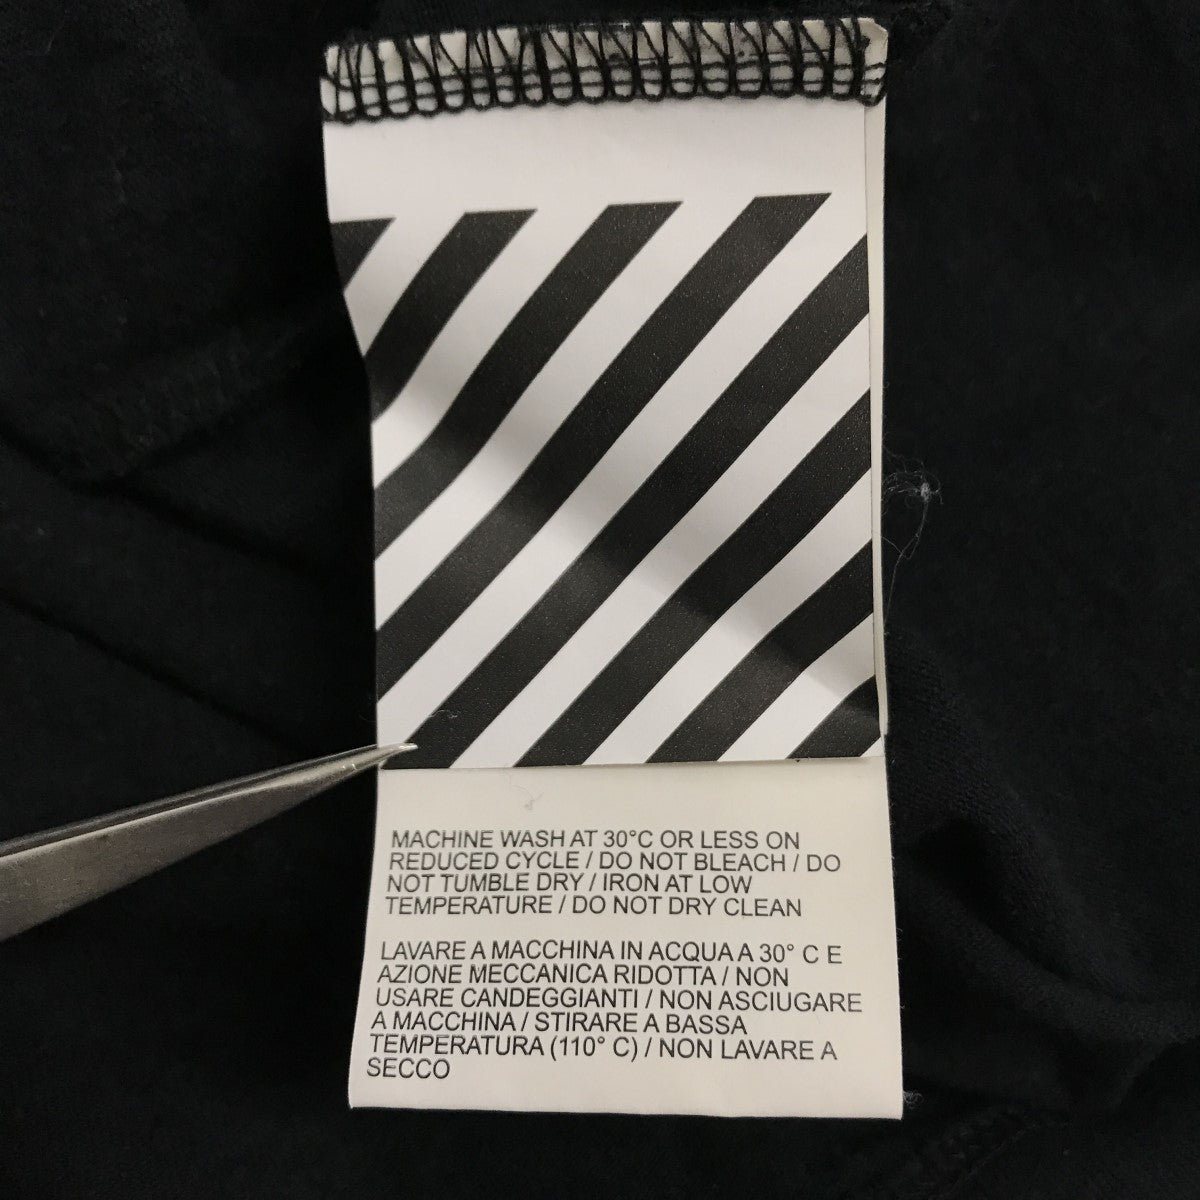 MACHINE WASH AT 30°C OR LESS ON
REDUCED CYCLE / DO NOT BLEACH / DO
NOT TUMBLE DRY / IRON AT LOW
TEMPERATURE / DO NOT DRY CLEAN
LAVARE A MACCHINA IN ACQUA A 30° C E
AZIONE MECCANICA RIDOTTA / NON
USARE CANDEGGIANTI / NON ASCIUGARE
A MACCHINA / STIRARE A BASSA
TEMPERATURA (110° C) / NON LAVARE A
SECCO